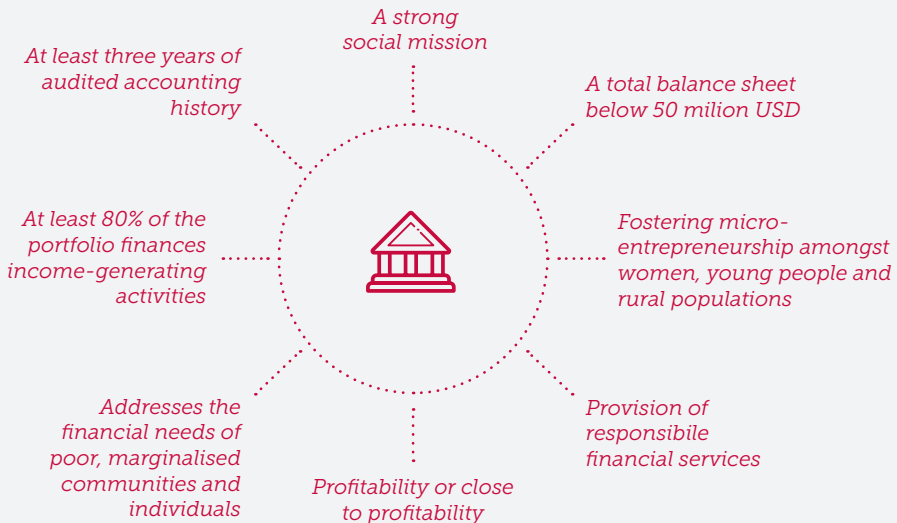 A strong
social mission
A total balance sheet
below 50 milion USD
Fostering micro-
entrepreneurship amongst
women, young people and
rural populations
Provision of
responsibile
financial services
Profitability or close
to profitability
Addresses the
financial needs of
poor, marginalised
communities and
individuals
At least 80% of the
portfolio finances
income-generating
activities
At least three years of
audited accounting
history